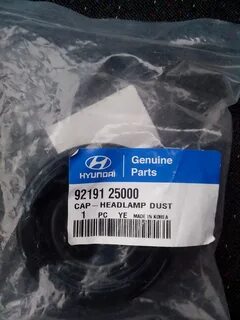 HYUNDAI
Genuine
Parts
92191 25000
CAP-HEADLAMP DUST
1 PC YE MADE IN KOREA